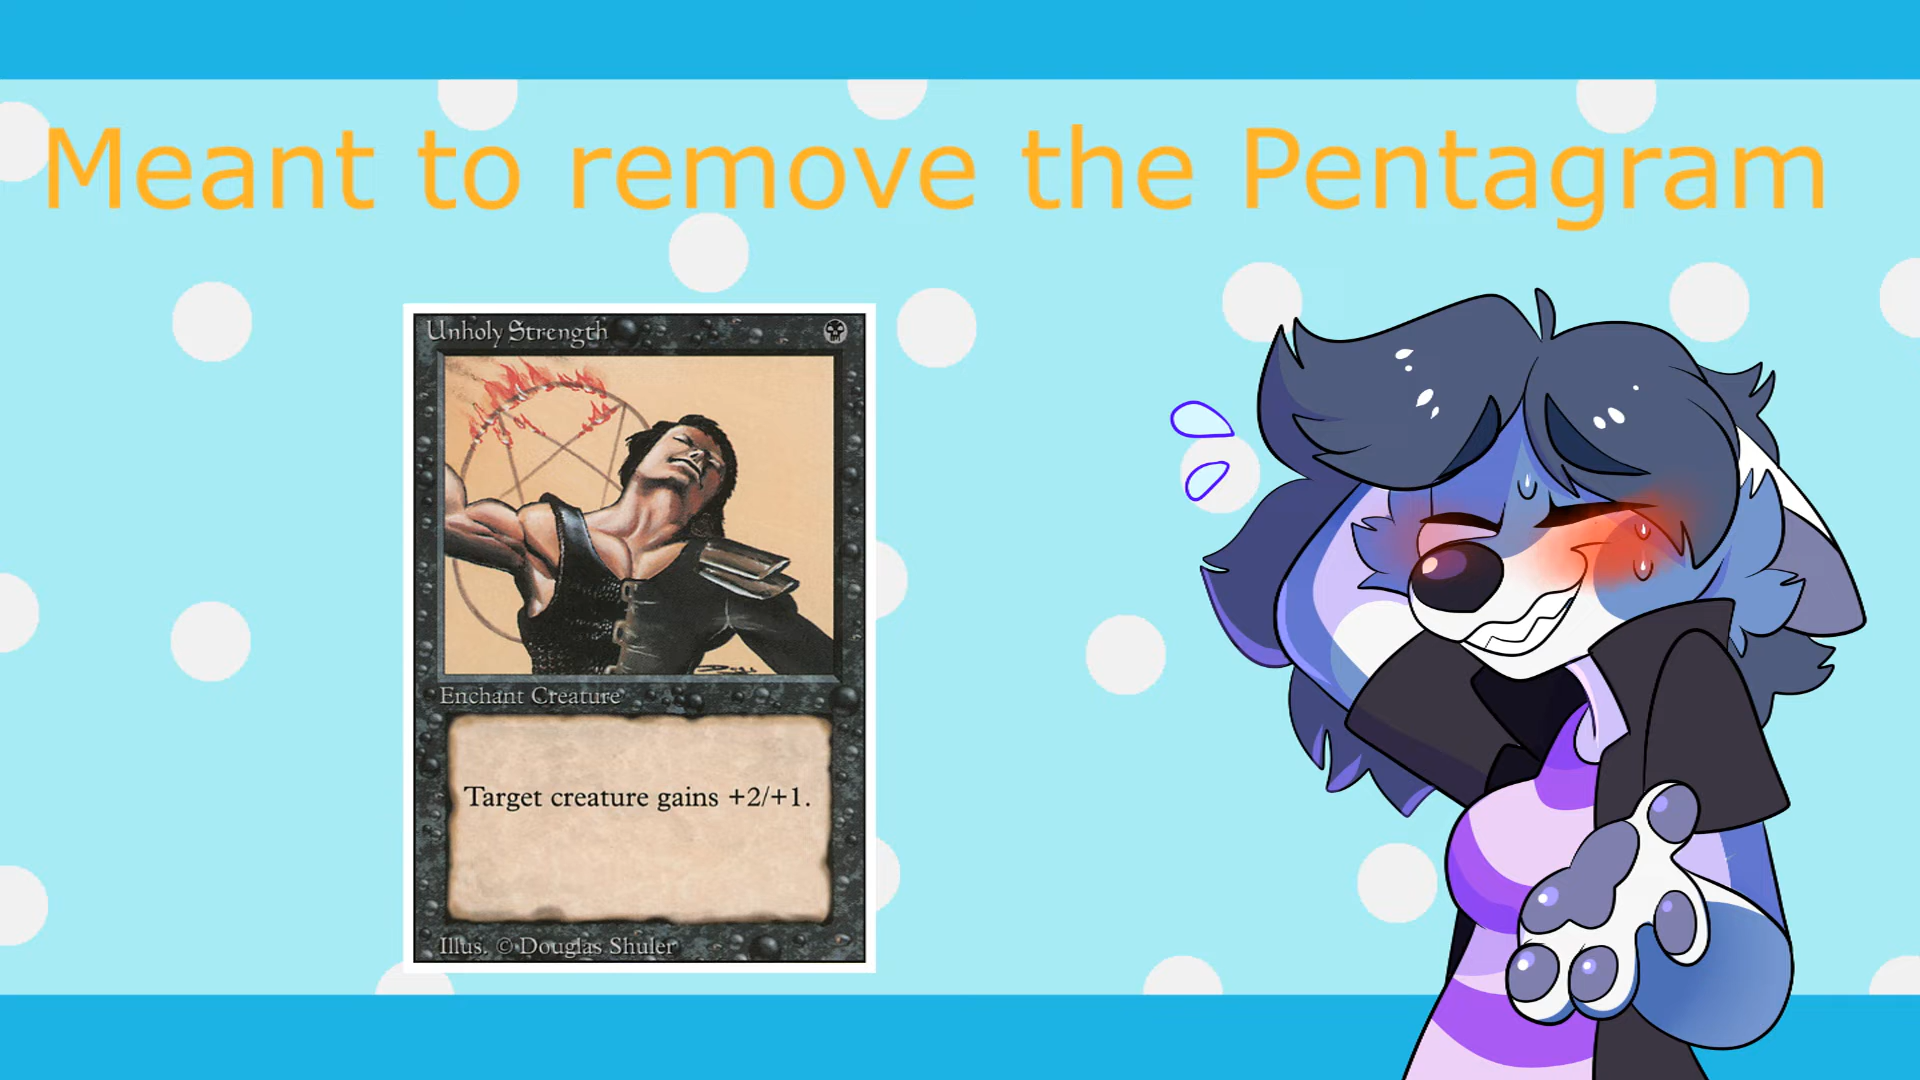 Meant to remove the Pentagram
Unholy Strength
Enchant Creature
Target creature gains +2/+1.
Illus. © Douglas Shuler